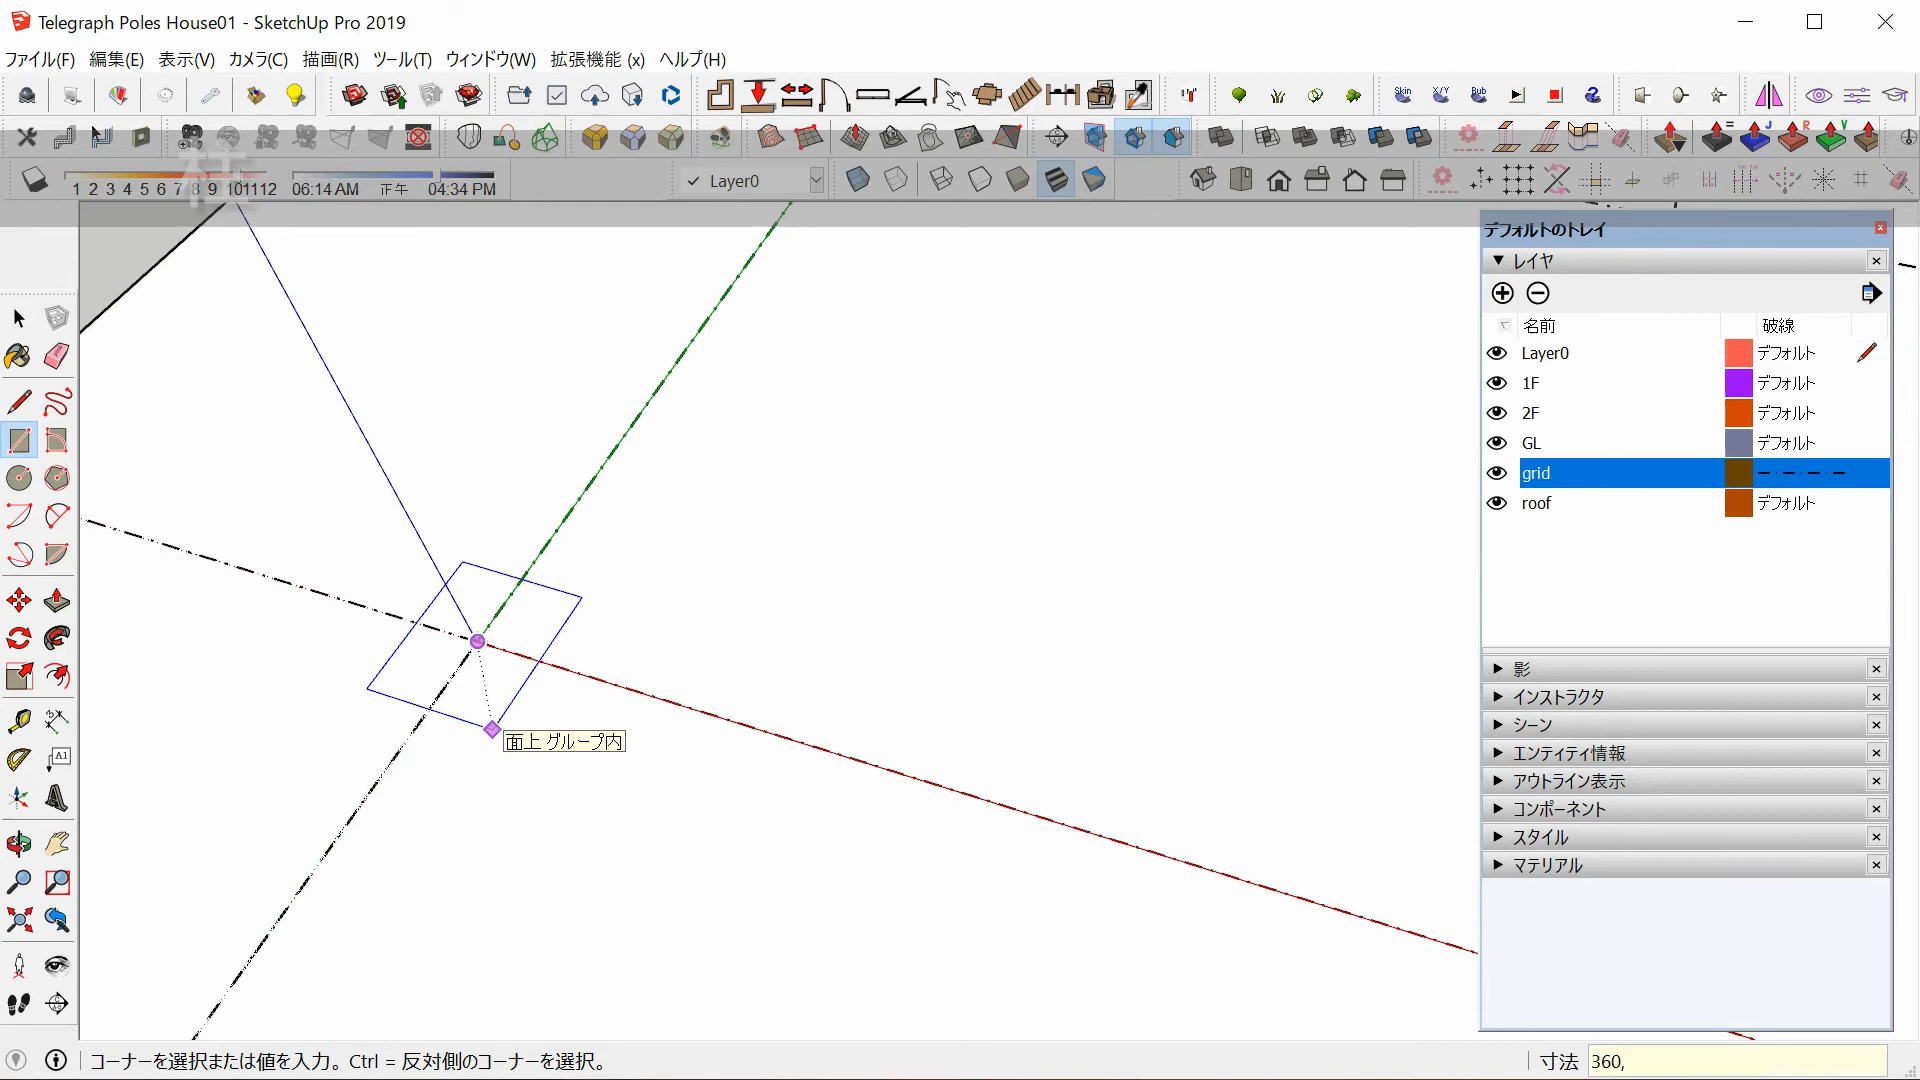 Telegraph Poles House01 - SketchUp Pro 2019
ファイル(F) 編集(E) 表示(V) カメラ(C) 描画(R) ツール(T) ウィンドウ(W) 拡張機能 (x) ヘルプ(H)
Skin X/Y Bub
柱
1 2 3 4 5 6 7 8 9 101112 06:14 AM 正午 04:34 PM Layer0
デフォルトのトレイ
レイヤ
名前 破線
Layer0 デフォルト
1F デフォルト
2F デフォルト
GL デフォルト
grid
roof デフォルト
面上 グループ内
影
インストラクタ
シーン
エンティティ情報
アウトライン表示
コンポーネント
スタイル
マテリアル
コーナーを選択または値を入力。Ctrl = 反対側のコーナーを選択。 寸法 360,